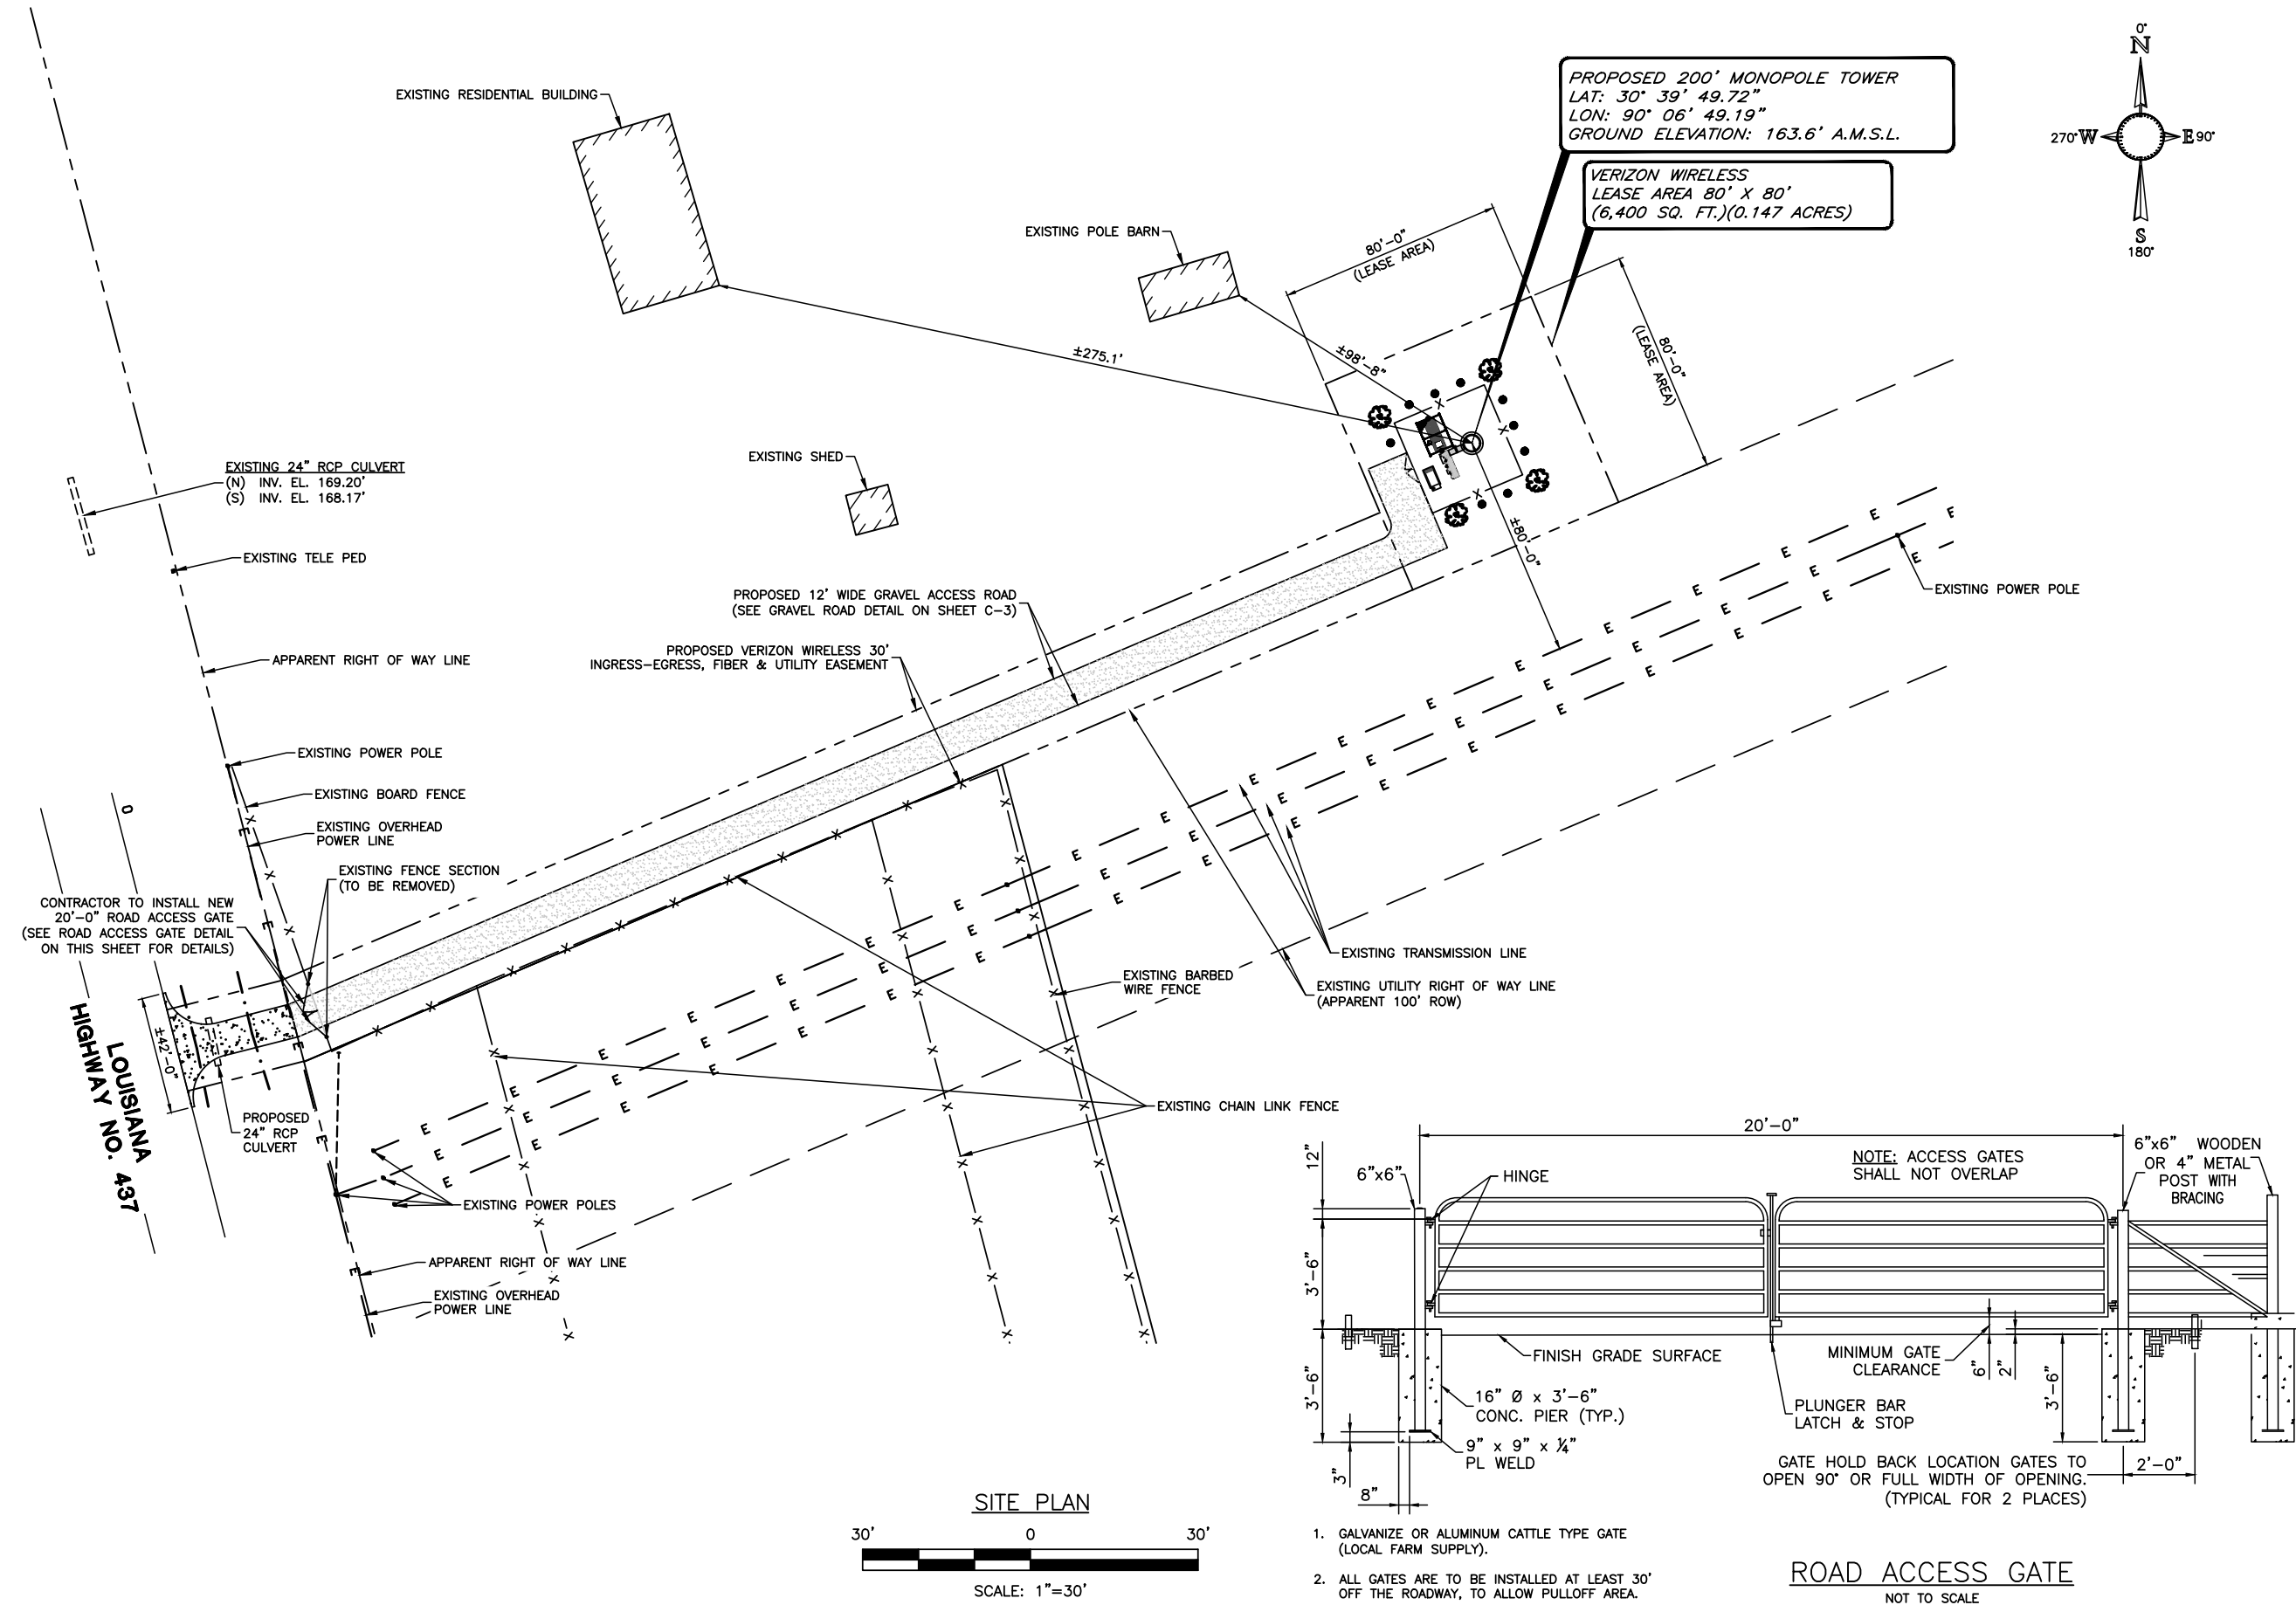 EXISTING RESIDENTIAL BUILDING
PROPOSED 200' MONOPOLE TOWER
LAT: 30° 39' 49.72"
LON: 90° 06' 49.19"
GROUND ELEVATION: 163.6' A.M.S.L.
VERIZON WIRELESS
LEASE AREA 80' X 80'
(6,400 SQ. FT.)(0.147 ACRES)
0°
N
270° W
E 90°
S
180°
EXISTING POLE BARN
80'-0"
(LEASE AREA)
80'-0"
(LEASE AREA)
±275.1'
±98'-8"
±80'-0"
EXISTING SHED
EXISTING 24" RCP CULVERT
(N) INV. EL. 169.20'
(S) INV. EL. 168.17'
EXISTING TELE PED
APPARENT RIGHT OF WAY LINE
PROPOSED 12' WIDE GRAVEL ACCESS ROAD
(SEE GRAVEL ROAD DETAIL ON SHEET C-3)
PROPOSED VERIZON WIRELESS 30'
INGRESS-EGRESS, FIBER & UTILITY EASEMENT
EXISTING POWER POLE
EXISTING POWER POLE
EXISTING BOARD FENCE
EXISTING OVERHEAD
POWER LINE
EXISTING FENCE SECTION
(TO BE REMOVED)
CONTRACTOR TO INSTALL NEW
20'-0" ROAD ACCESS GATE
(SEE ROAD ACCESS GATE DETAIL
ON THIS SHEET FOR DETAILS)
±42'-0"
LOUISIANA
HIGHWAY NO. 437
PROPOSED
24" RCP
CULVERT
EXISTING TRANSMISSION LINE
EXISTING BARBED
WIRE FENCE
EXISTING UTILITY RIGHT OF WAY LINE
(APPARENT 100' ROW)
EXISTING CHAIN LINK FENCE
EXISTING POWER POLES
APPARENT RIGHT OF WAY LINE
EXISTING OVERHEAD
POWER LINE
SITE PLAN
30'
0
30'
SCALE: 1"=30'
20'-0"
12"
6"x6"
HINGE
NOTE: ACCESS GATES
SHALL NOT OVERLAP
6"x6" WOODEN
OR 4" METAL
POST WITH
BRACING
3'-6"
3'-6"
3"
8"
FINISH GRADE SURFACE
MINIMUM GATE
CLEARANCE
6"
2"
3'-6"
16" Ø x 3'-6"
CONC. PIER (TYP.)
9" x 9" x ¼"
PL WELD
PLUNGER BAR
LATCH & STOP
GATE HOLD BACK LOCATION GATES TO
OPEN 90° OR FULL WIDTH OF OPENING.
(TYPICAL FOR 2 PLACES)
2'-0"
1. GALVANIZE OR ALUMINUM CATTLE TYPE GATE
(LOCAL FARM SUPPLY).
2. ALL GATES ARE TO BE INSTALLED AT LEAST 30'
OFF THE ROADWAY, TO ALLOW PULLOFF AREA.
ROAD ACCESS GATE
NOT TO SCALE